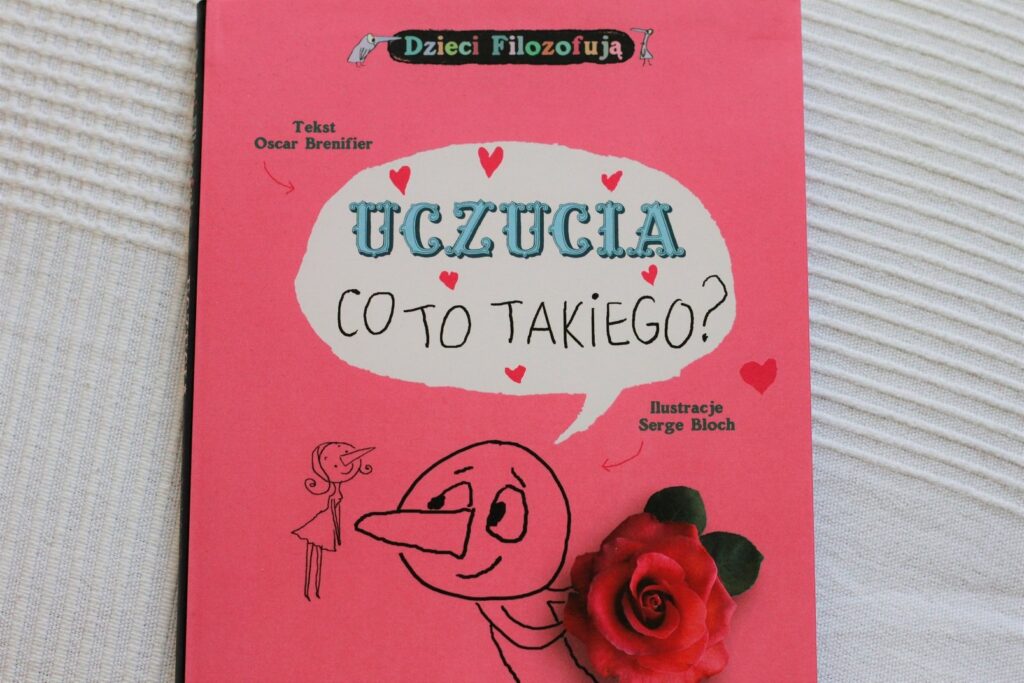 Dzieci Filozofują
Tekst
Oscar Brenifier
UCZUCIA
CO TO TAKiEGO?
Ilustracje
Serge Bloch